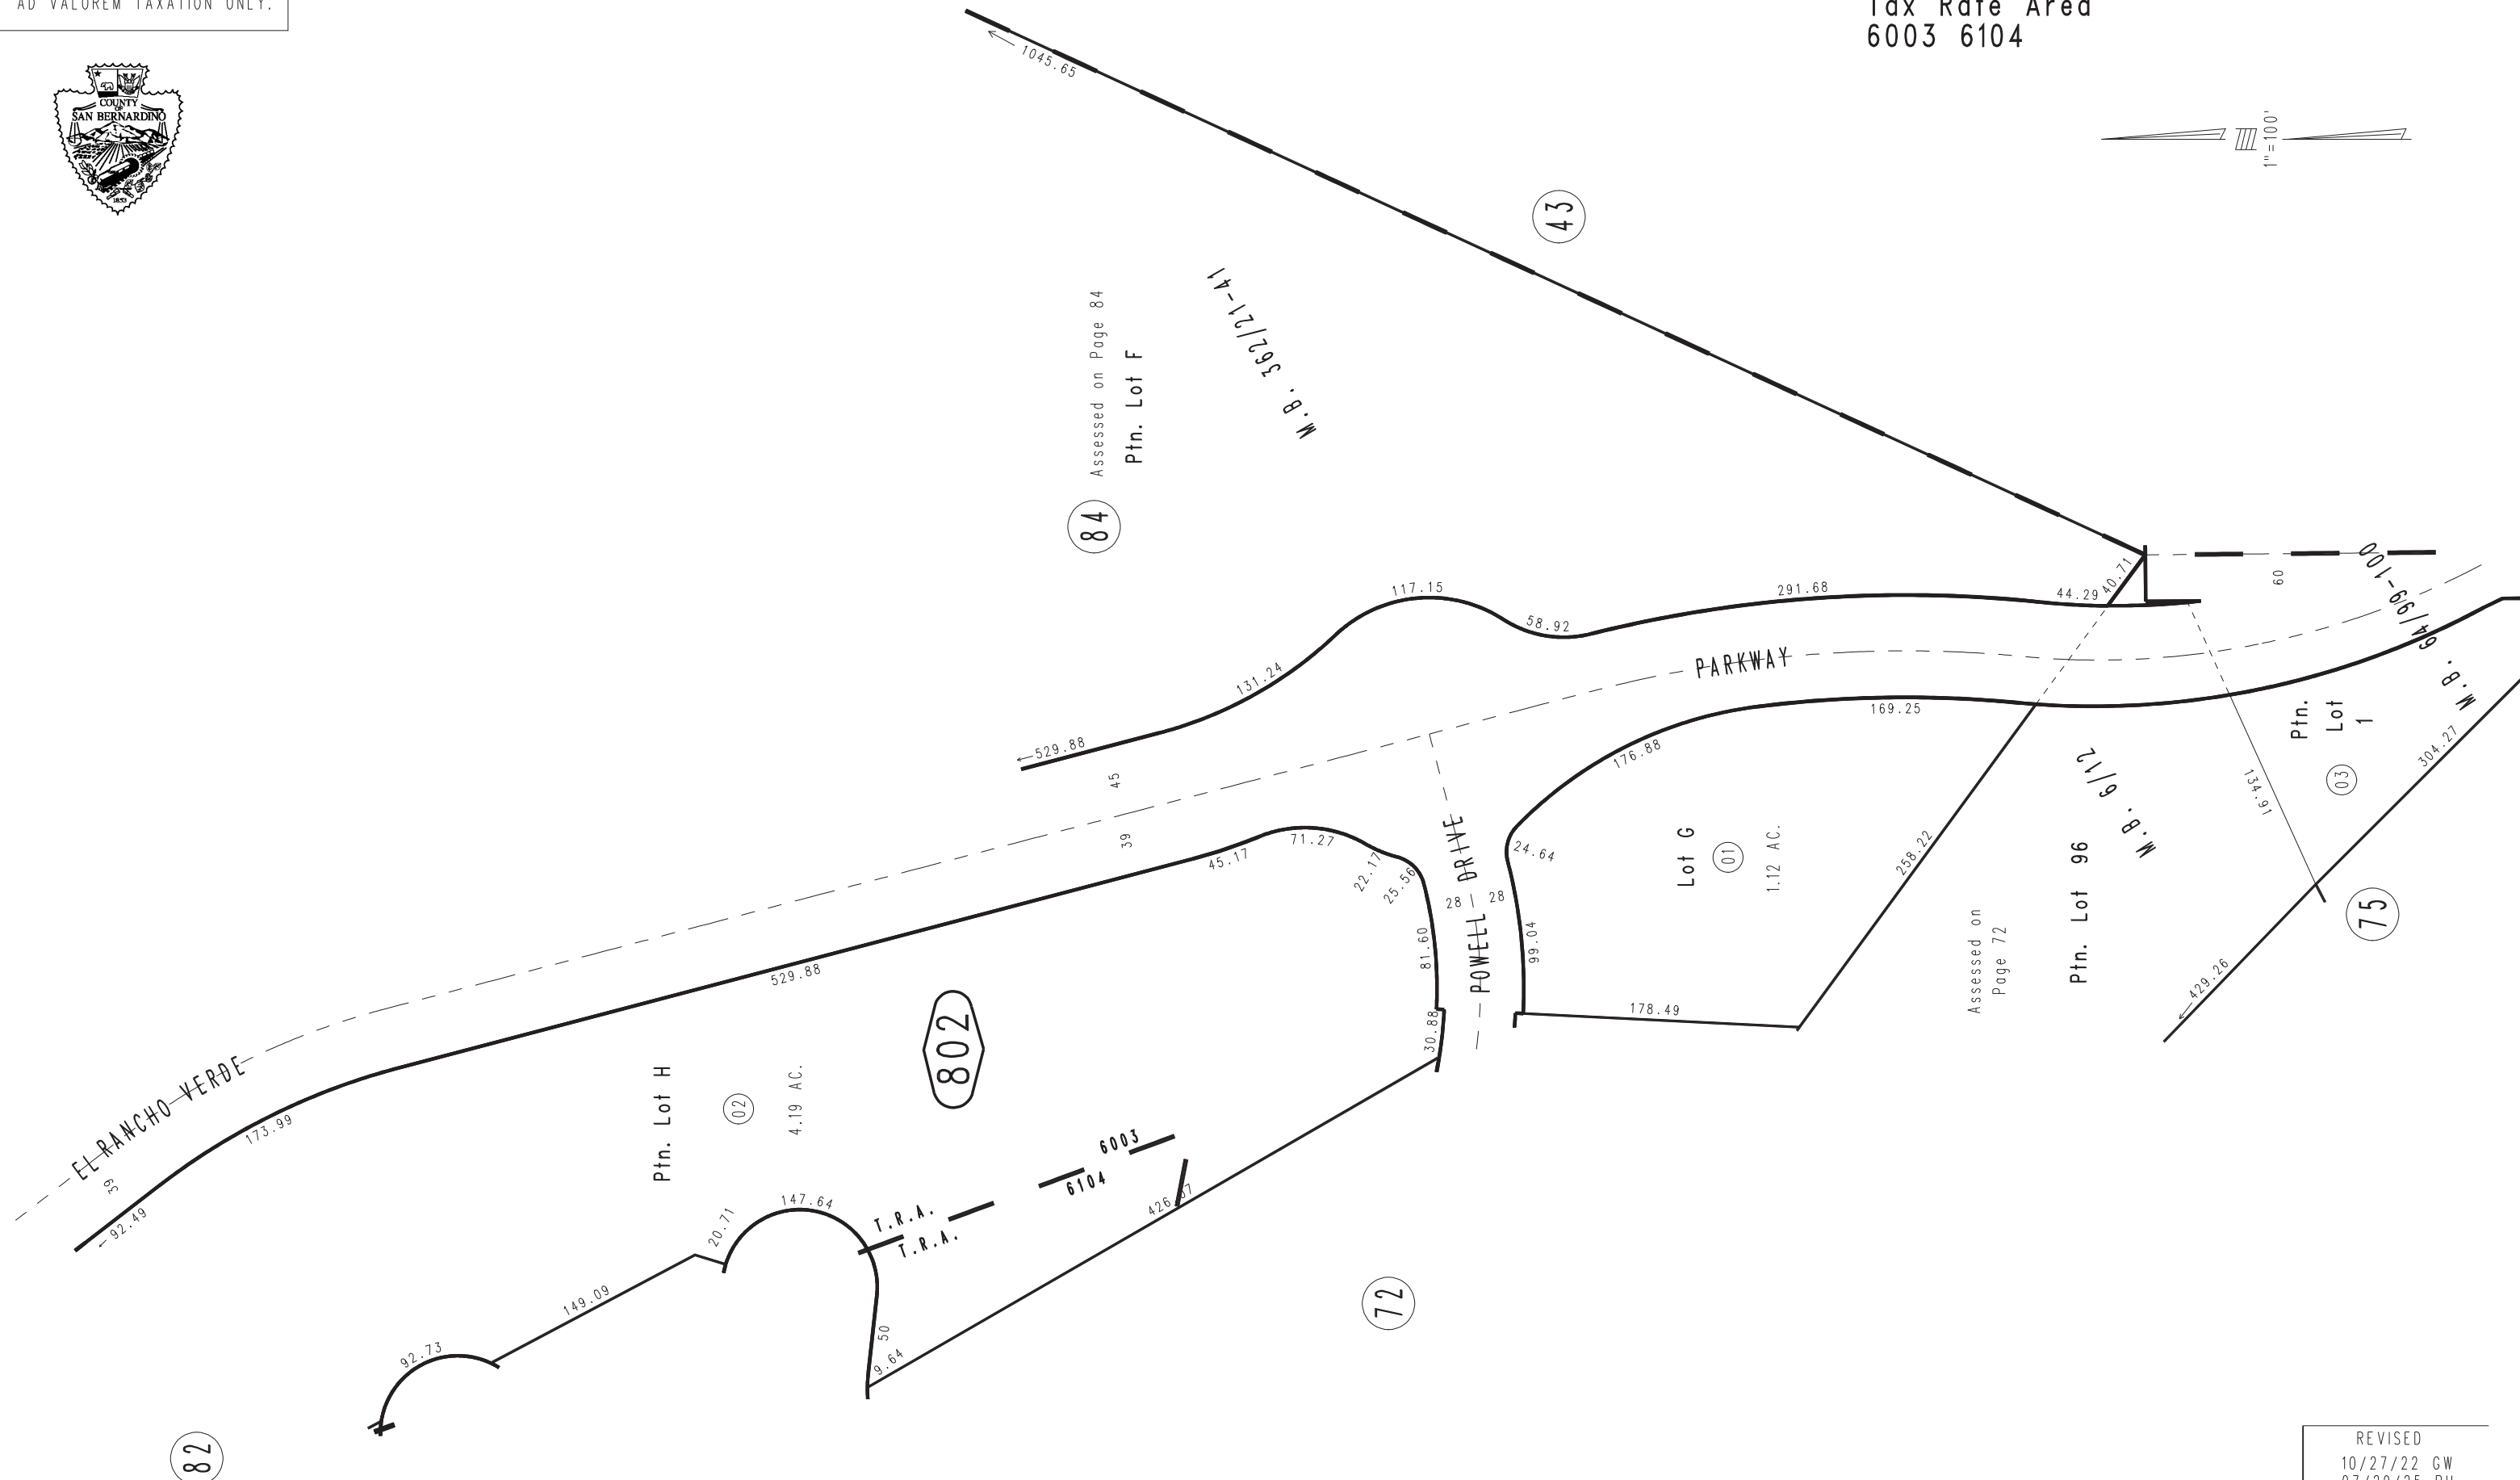 AD VALOREM TAXATION ONLY.
Tax Rate Area
6003 6104
COUNTY
OF
SAN BERNARDINO
1853
1"=100'
1045.65
43
Assessed on Page 84
Ptn. Lot F
M.B. 362/21-41
84
117.15
58.92
291.68
44.29
40.71
60
M.B. 64/99-100
131.24
529.88
45
39
PARKWAY
169.25
176.88
Ptn.
Lot
1
03
304.27
134.91
M.B. 6/12
Ptn. Lot 96
Assessed on
Page 72
258.22
Lot G
01
1.12 AC.
24.64
99.04
178.49
POWELL DRIVE
28 28
71.27
45.17
22.17
25.56
81.60
30.88
75
429.26
529.88
802
EL RANCHO VERDE
173.99
39
92.49
Ptn. Lot H
02
4.19 AC.
6003
6104
T.R.A.
T.R.A.
426.07
147.64
20.71
149.09
92.73
50
9.64
72
82
REVISED
10/27/22 GW